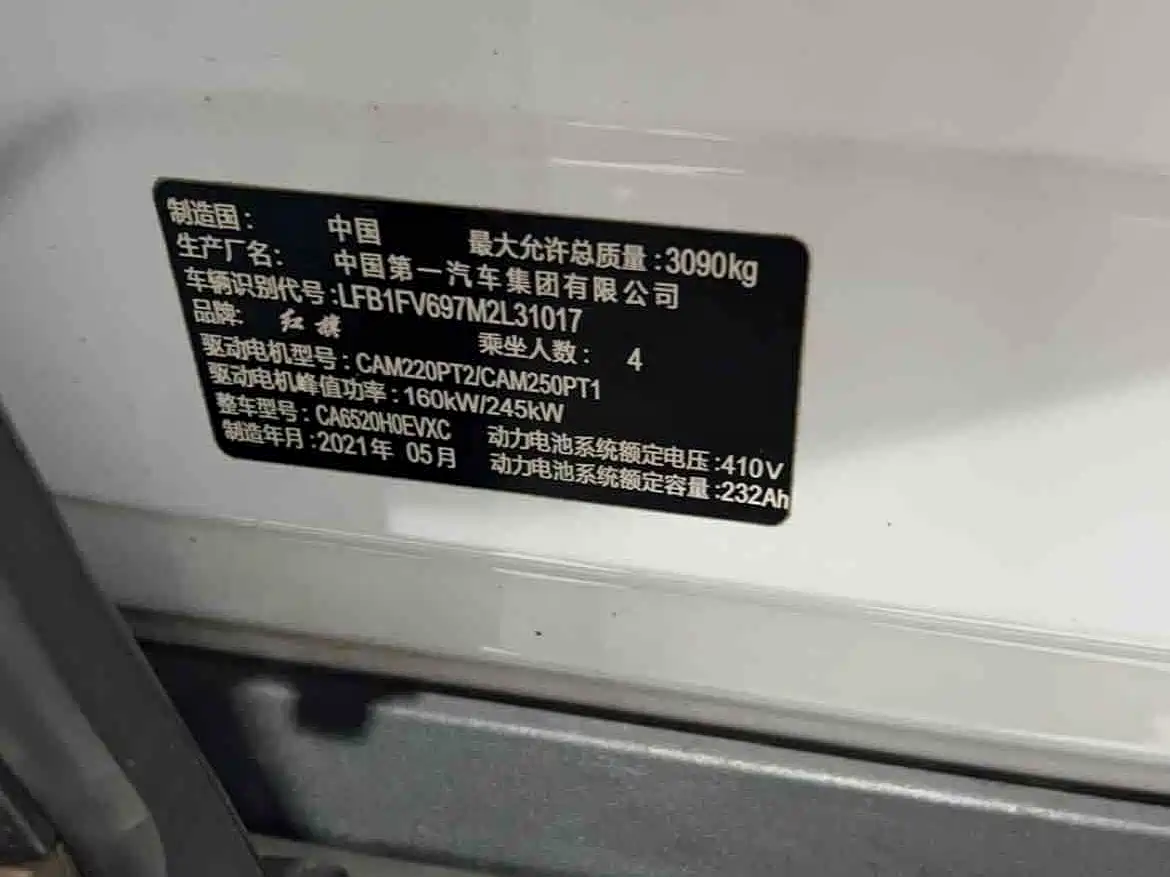 制造国: 中国 最大允许总质量:3090kg
生产厂名: 中国第一汽车集团有限公司
车辆识别代号:LFB1FV697M2L31017
品牌: 红旗 乘坐人数: 4
驱动电机型号:CAM220PT2/CAM250PT1
驱动电机峰值功率:160kW/245kW
整车型号:CA6520H0EVXC 动力电池系统额定电压:410V
制造年月:2021年 05月 动力电池系统额定容量:232Ah